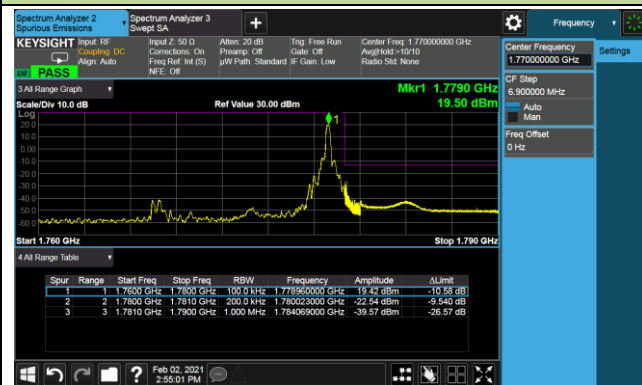 Spectrum Analyzer 2
Spurious Emissions
Spectrum Analyzer 3
Swept SA
+
Frequency
KEYSIGHT
Input: RF
Coupling: DC
Align: Auto
Input Z: 50 Ω
Corrections: On
Freq Ref: Int (S)
NFE: Off
Atten: 20 dB
Preamp: Off
µW Path: Standard
Trig: Free Run
Gate: Off
IF Gain: Low
Center Freq: 1.770000000 GHz
Avg|Hold:>10/10
Radio Std: None
PASS
Center Frequency
1.770000000 GHz
Settings
CF Step
6.900000 MHz
Auto
Man
Freq Offset
0 Hz
3 All Range Graph
Mkr1 1.7790 GHz
Scale/Div 10.0 dB
Ref Value 30.00 dBm
19.50 dBm
Log
20.0
10.0
0.00
-10.0
-20.0
-30.0
-40.0
-50.0
-60.0
1
Start 1.760 GHz
Stop 1.790 GHz
4 All Range Table
Spur Range Start Freq Stop Freq RBW Frequency Amplitude ΔLimit
1 1 1.7600 GHz 1.7800 GHz 100.0 kHz 1.778960000 GHz 19.42 dBm -10.58 dB
2 2 1.7800 GHz 1.7810 GHz 200.0 kHz 1.780023000 GHz -22.54 dBm -9.540 dB
3 3 1.7810 GHz 1.7900 GHz 1.000 MHz 1.784069000 GHz -39.57 dBm -26.57 dB
?
Feb 02, 2021
2:55:01 PM